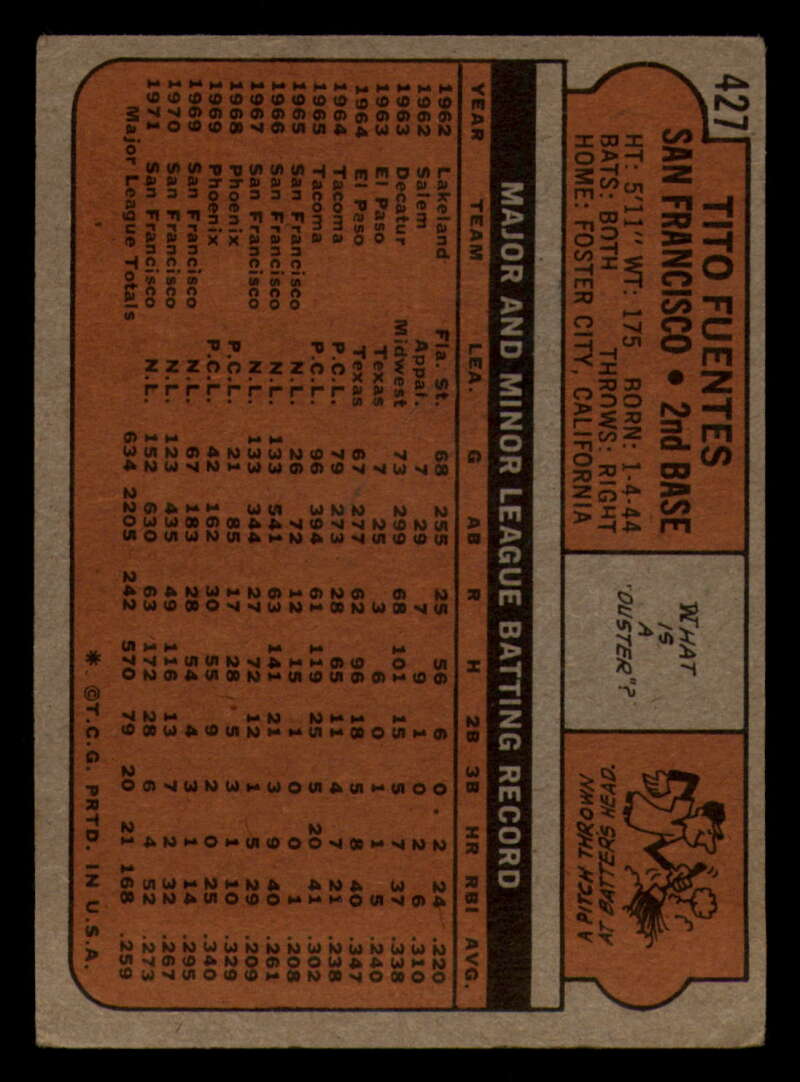 427
TITO FUENTES
SAN FRANCISCO • 2nd BASE
HT: 5'11" WT: 175 BORN: 1-4-44
BATS: BOTH THROWS: RIGHT
HOME: FOSTER CITY, CALIFORNIA
WHAT
IS
A
"DUSTER"?
A PITCH THROWN
AT BATTERS HEAD.
MAJOR AND MINOR LEAGUE BATTING RECORD
YEAR TEAM LEA. G AB R H 2B 3B HR RBI AVG.
1962 Lakeland Fla. St. 68 255 25 56 6 0 2 24 .220
1962 Salem Appal. 7 29 7 9 1 0 2 6 .310
1963 Decatur Midwest 73 299 68 101 15 5 7 37 .338
1963 El Paso Texas 7 25 3 6 0 1 1 5 .240
1964 El Paso Texas 67 277 62 96 18 5 8 40 .347
1964 Tacoma P.C.L. 79 273 28 65 11 4 7 21 .238
1965 Tacoma P.C.L. 96 394 61 119 25 5 20 41 .302
1965 San Francisco N.L. 26 72 12 15 1 0 0 1 .208
1966 San Francisco N.L. 133 541 63 141 21 3 9 40 .261
1967 San Francisco N.L. 133 344 27 72 12 1 5 29 .209
1968 Phoenix P.C.L. 21 85 17 28 5 3 1 10 .329
1969 Phoenix P.C.L. 42 162 30 55 9 2 0 25 .340
1969 San Francisco N.L. 67 183 28 54 4 3 1 14 .295
1970 San Francisco N.L. 123 435 49 116 13 7 2 32 .267
1971 San Francisco N.L. 152 630 63 172 28 6 4 52 .273
Major League Totals 634 2205 242 570 79 20 21 168 .259
* ©T.C.G. PRTD. IN U.S.A.